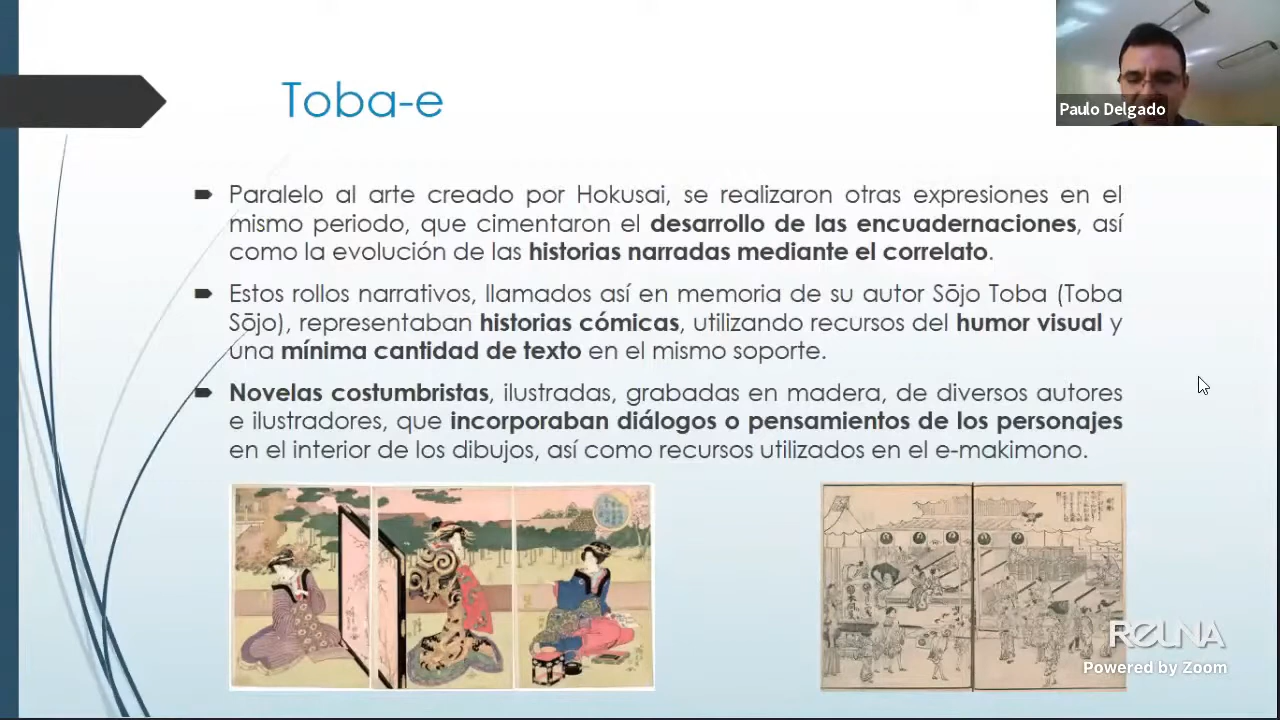 Toba-e
Paulo Delgado
Paralelo al arte creado por Hokusai, se realizaron otras expresiones en el
mismo periodo, que cimentaron el desarrollo de las encuadernaciones, así
como la evolución de las historias narradas mediante el correlato.
Estos rollos narrativos, llamados así en memoria de su autor Sōjo Toba (Toba
Sōjo), representaban historias cómicas, utilizando recursos del humor visual y
una mínima cantidad de texto en el mismo soporte.
Novelas costumbristas, ilustradas, grabadas en madera, de diversos autores
e ilustradores, que incorporaban diálogos o pensamientos de los personajes
en el interior de los dibujos, así como recursos utilizados en el e-makimono.
REUNA
Powered by Zoom